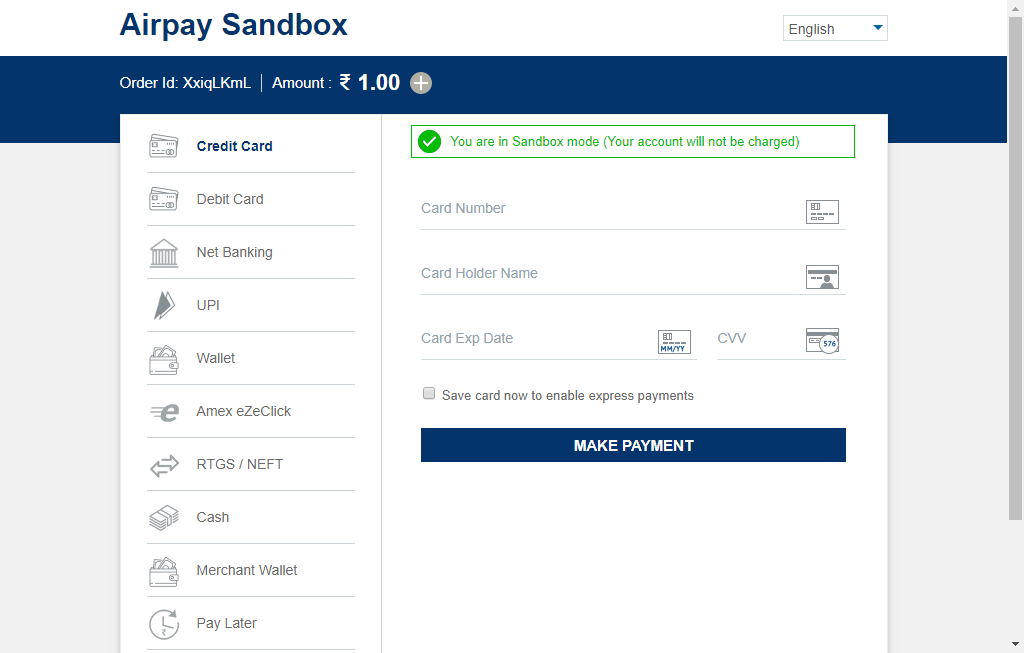 Airpay Sandbox
English
Order Id: XxiqLKmL
Amount : ₹ 1.00
Credit Card
Debit Card
Net Banking
UPI
Wallet
Amex eZeClick
RTGS / NEFT
Cash
Merchant Wallet
Pay Later
You are in Sandbox mode (Your account will not be charged)
Card Number
Card Holder Name
Card Exp Date
MM/YY
CVV
576
Save card now to enable express payments
MAKE PAYMENT